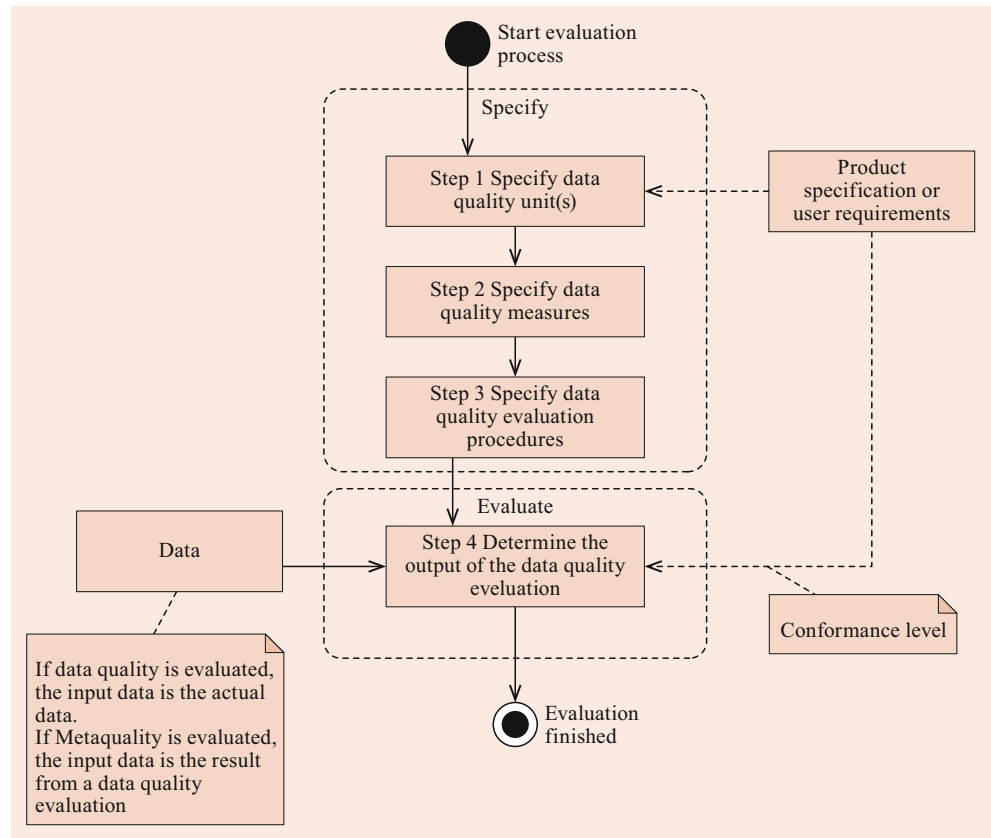 Start evaluation
process
Specify
Step 1 Specify data
quality unit(s)
Product
specification or
user requirements
Step 2 Specify data
quality measures
Step 3 Specify data
quality evaluation
procedures
Evaluate
Data
Step 4 Determine the
output of the data quality
eveluation
Conformance level
If data quality is evaluated,
the input data is the actual
data.
If Metaquality is evaluated,
the input data is the result
from a data quality
evaluation
Evaluation
finished